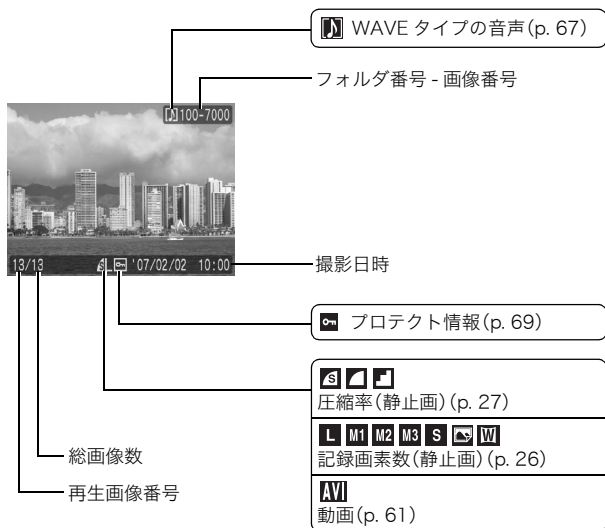 WAVE タイプの音声(p. 67)
フォルダ番号 - 画像番号
100-7000
13/13 S L '07/02/02 10:00
撮影日時
プロテクト情報(p. 69)
S
圧縮率(静止画)(p. 27)
L M1 M2 M3 S W
記録画素数(静止画)(p. 26)
総画像数
AVI
再生画像番号
動画(p. 61)